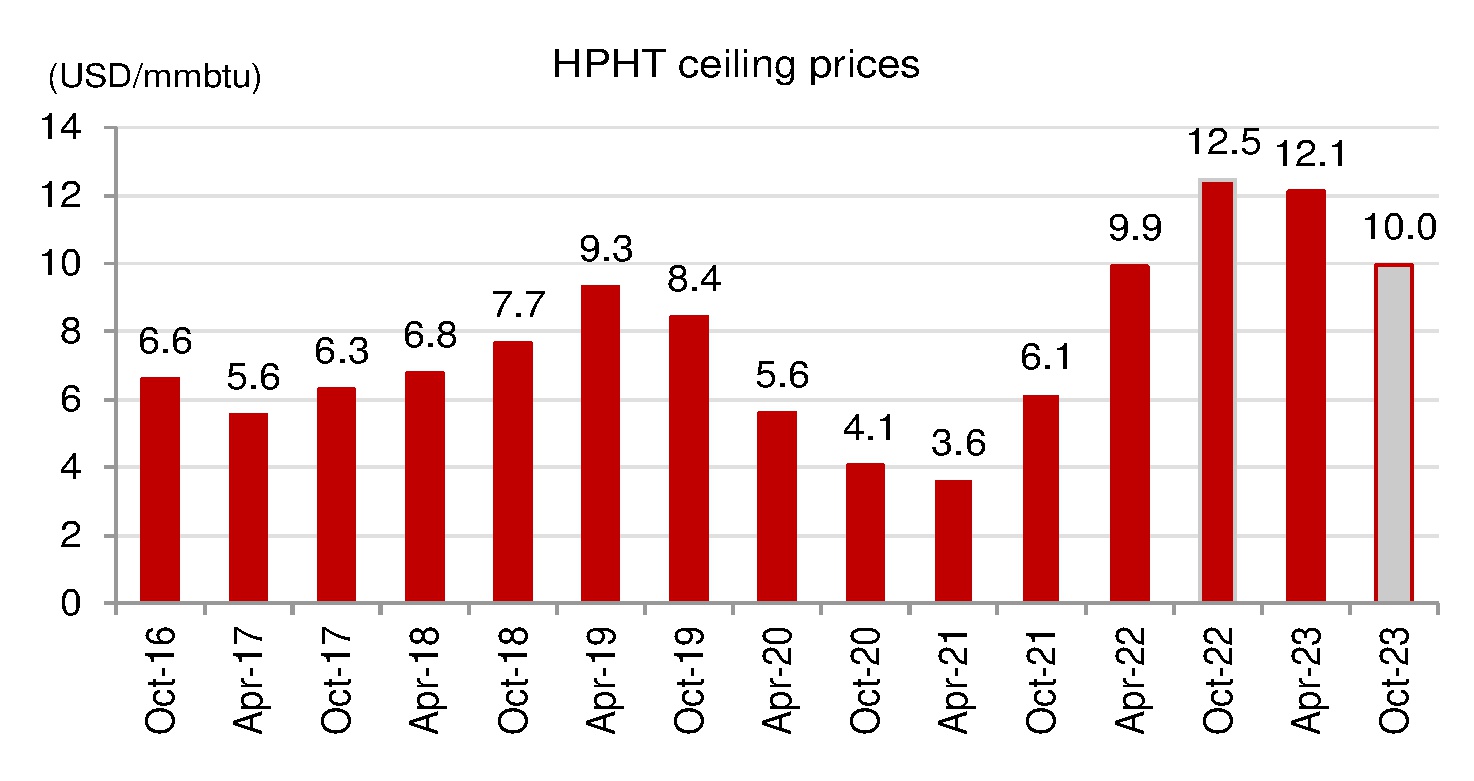 HPHT ceiling prices
(USD/mmbtu)
14
12
10
8
6
4
2
0
6.6
5.6
6.3
6.8
7.7
9.3
8.4
5.6
4.1
3.6
6.1
9.9
12.5
12.1
10.0
Oct-16
Apr-17
Oct-17
Apr-18
Oct-18
Apr-19
Oct-19
Apr-20
Oct-20
Apr-21
Oct-21
Apr-22
Oct-22
Apr-23
Oct-23